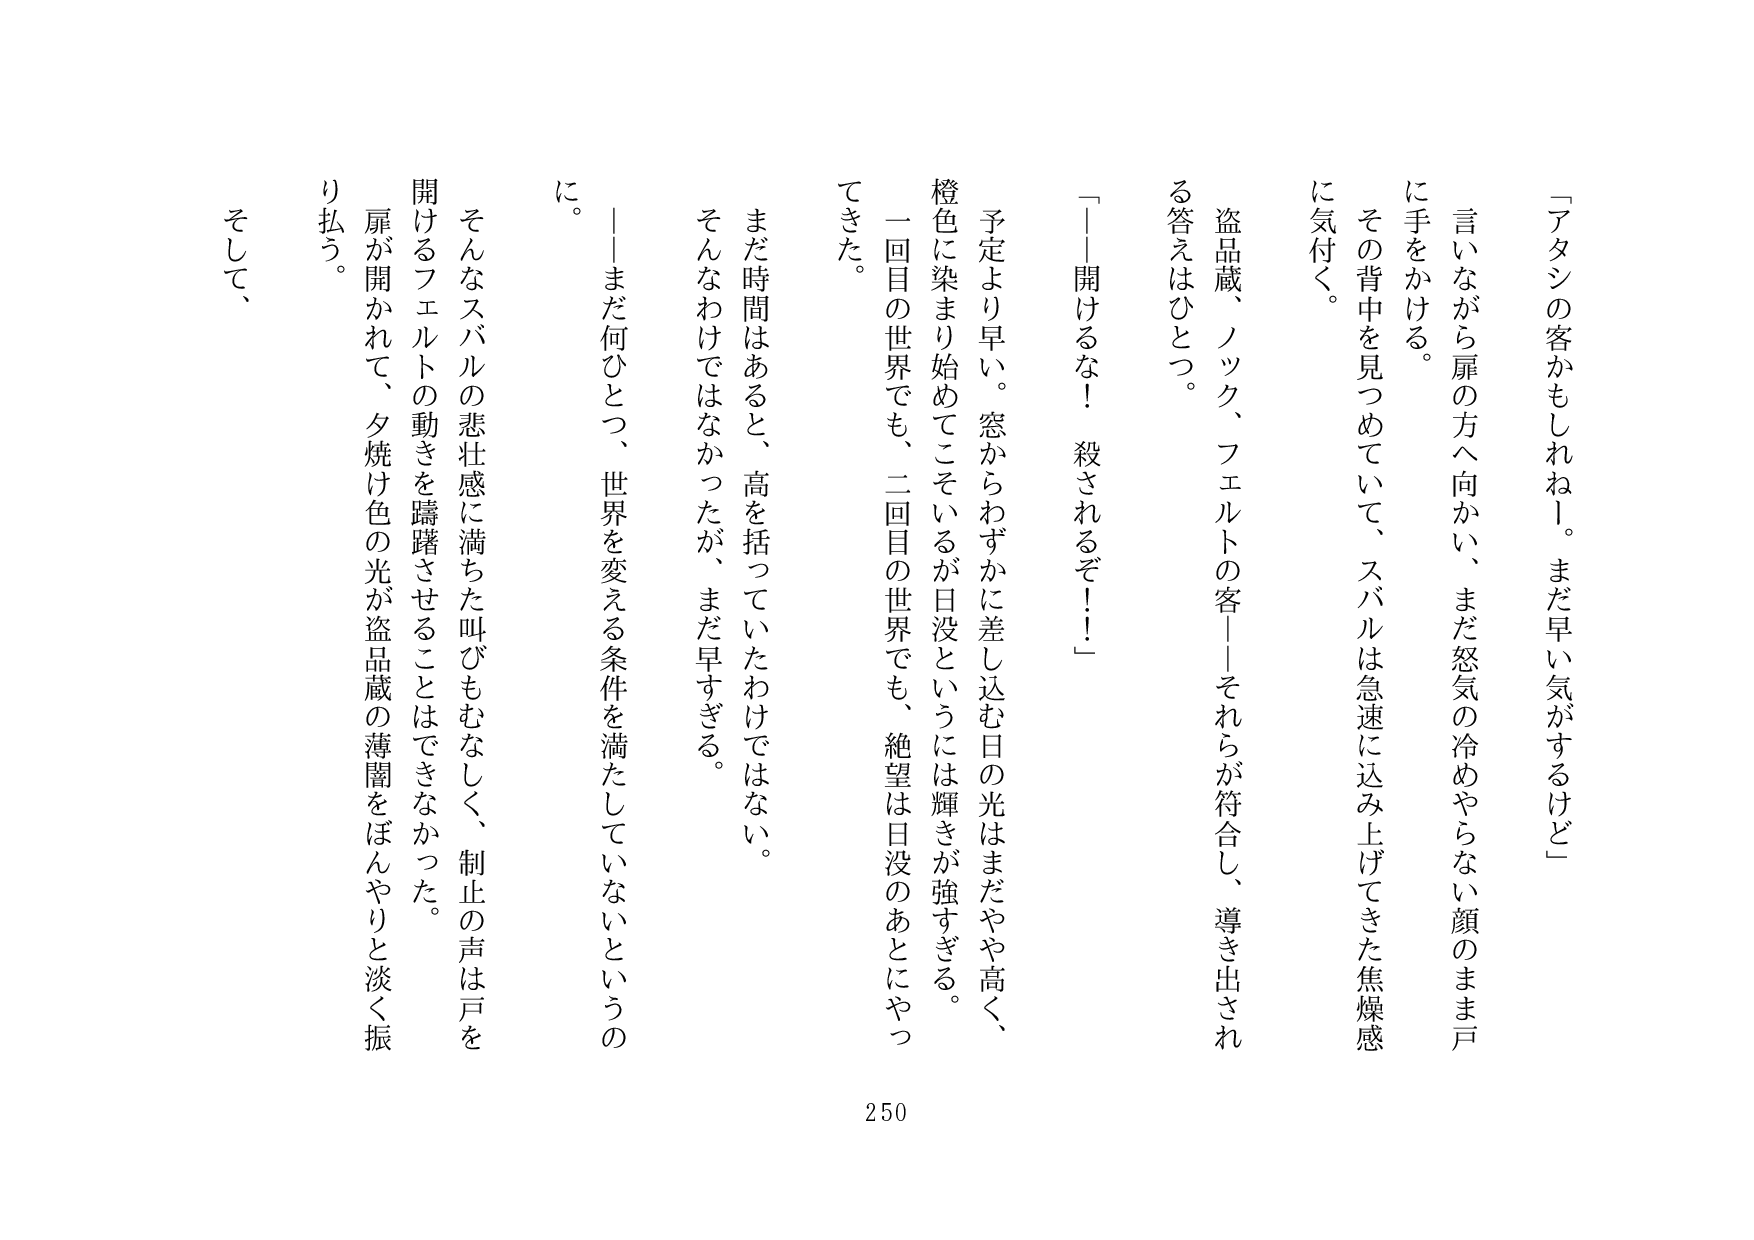 「アタシの客かもしれねー。まだ早い気がするけど」
言いながら扉の方へ向かい、まだ怒気の冷めやらない顔のまま戸
に手をかける。
その背中を見つめていて、スバルは急速に込み上げてきた焦燥感
に気付く。
盗品蔵、ノック、フェルトの客――それらが符合し、導き出され
る答えはひとつ。
「――開けるな！　殺されるぞ！！」
予定より早い。窓からわずかに差し込む日の光はまだやや高く、
橙色に染まり始めてこそいるが日没というには輝きが強すぎる。
一回目の世界でも、二回目の世界でも、絶望は日没のあとにやっ
てきた。
まだ時間はあると、高を括っていたわけではない。
そんなわけではなかったが、まだ早すぎる。
――まだ何ひとつ、世界を変える条件を満たしていないというの
に。
そんなスバルの悲壮感に満ちた叫びもむなしく、制止の声は戸を
開けるフェルトの動きを躊躇させることはできなかった。
扉が開かれて、夕焼け色の光が盗品蔵の薄闇をぼんやりと淡く振
り払う。
そして、
250